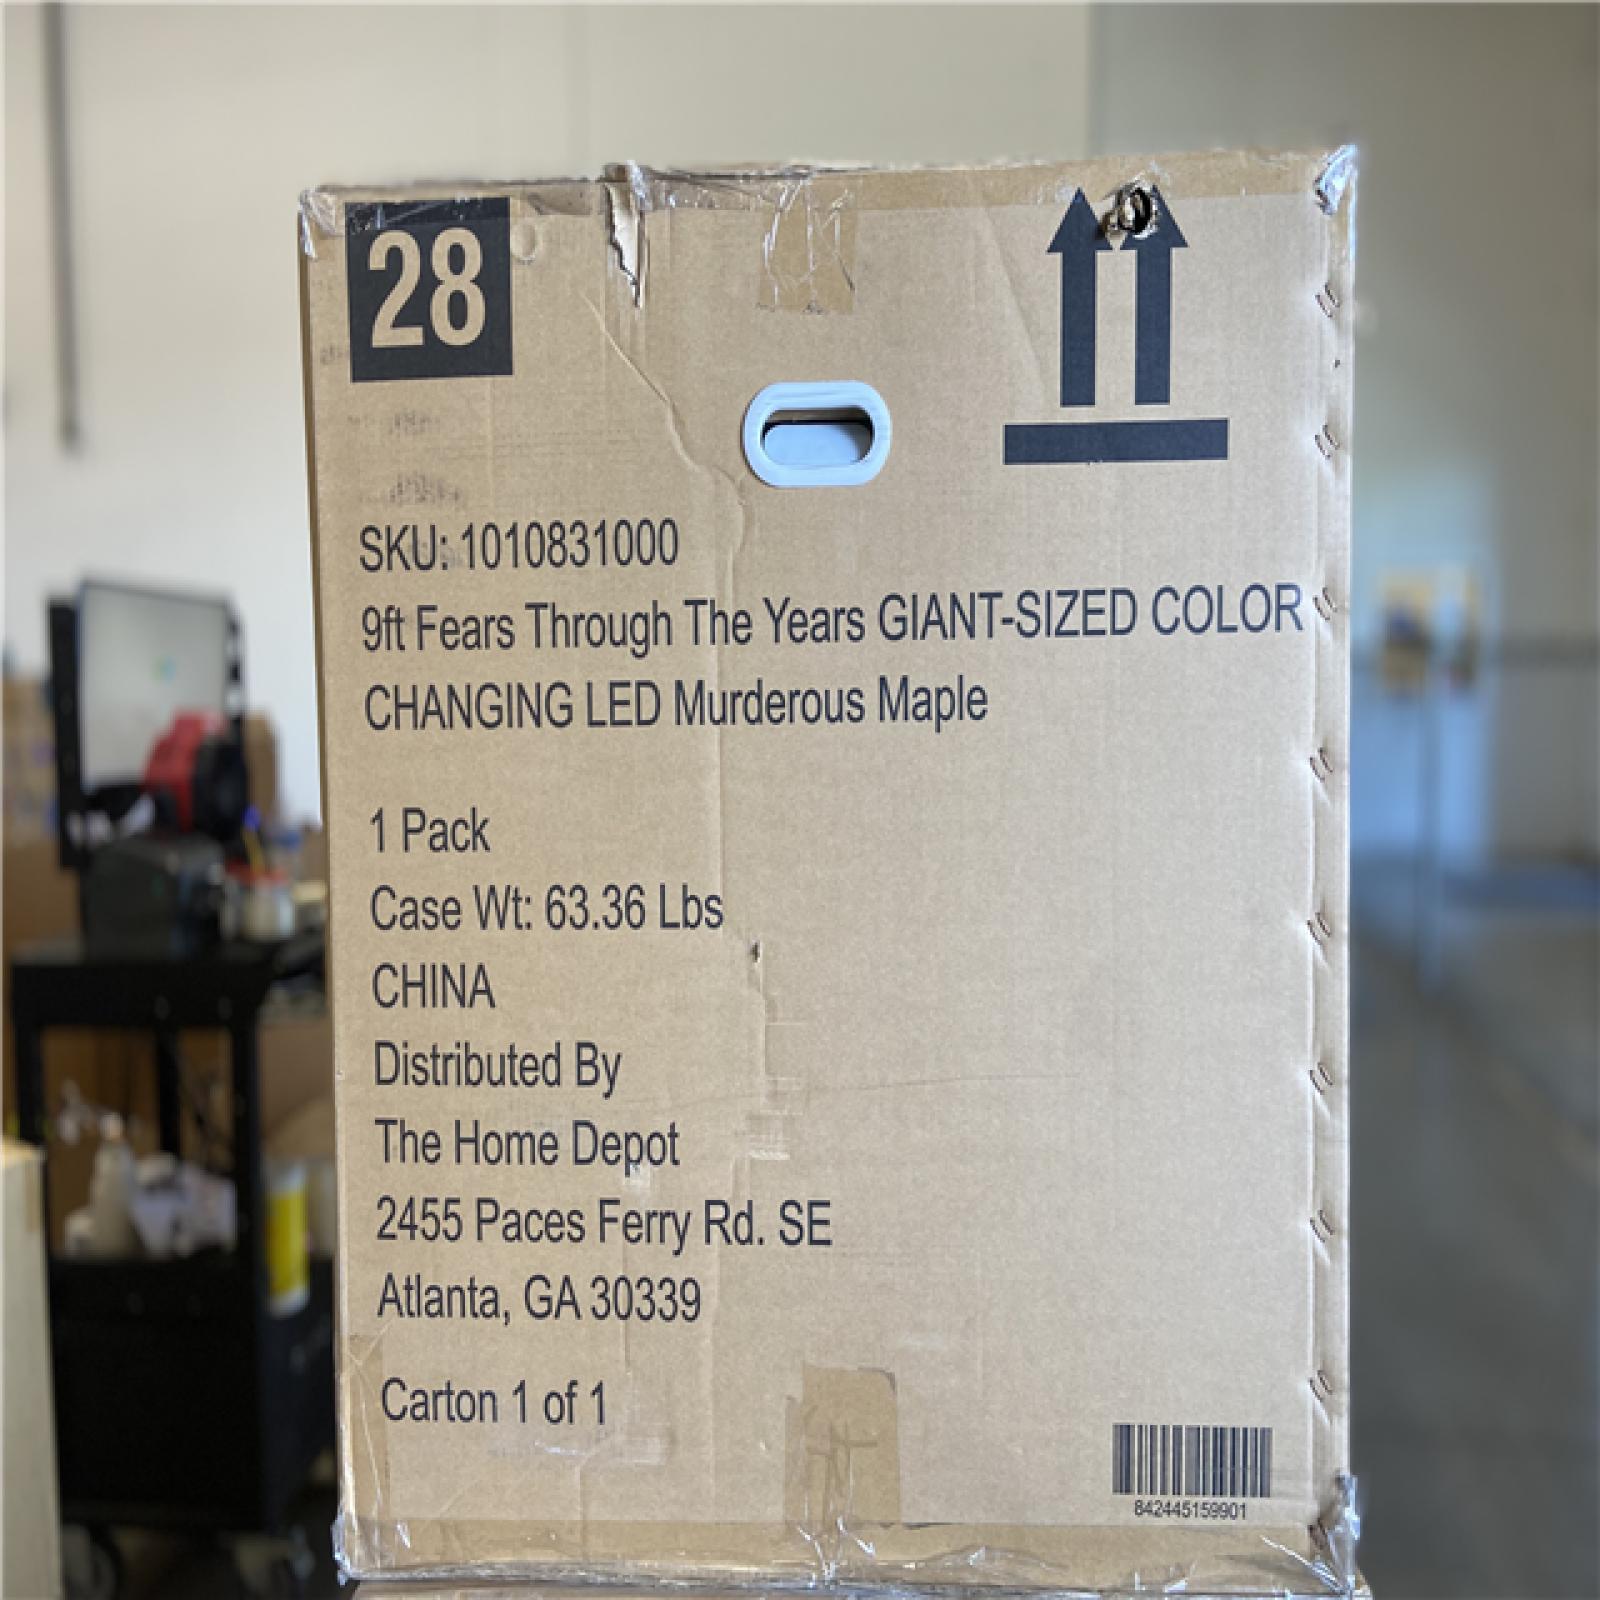 28
SKU: 1010831000
9ft Fears Through The Years GIANT-SIZED COLOR
CHANGING LED Murderous Maple
1 Pack
Case Wt: 63.36 Lbs
CHINA
Distributed By
The Home Depot
2455 Paces Ferry Rd. SE
Atlanta, GA 30339
Carton 1 of 1
842445159901